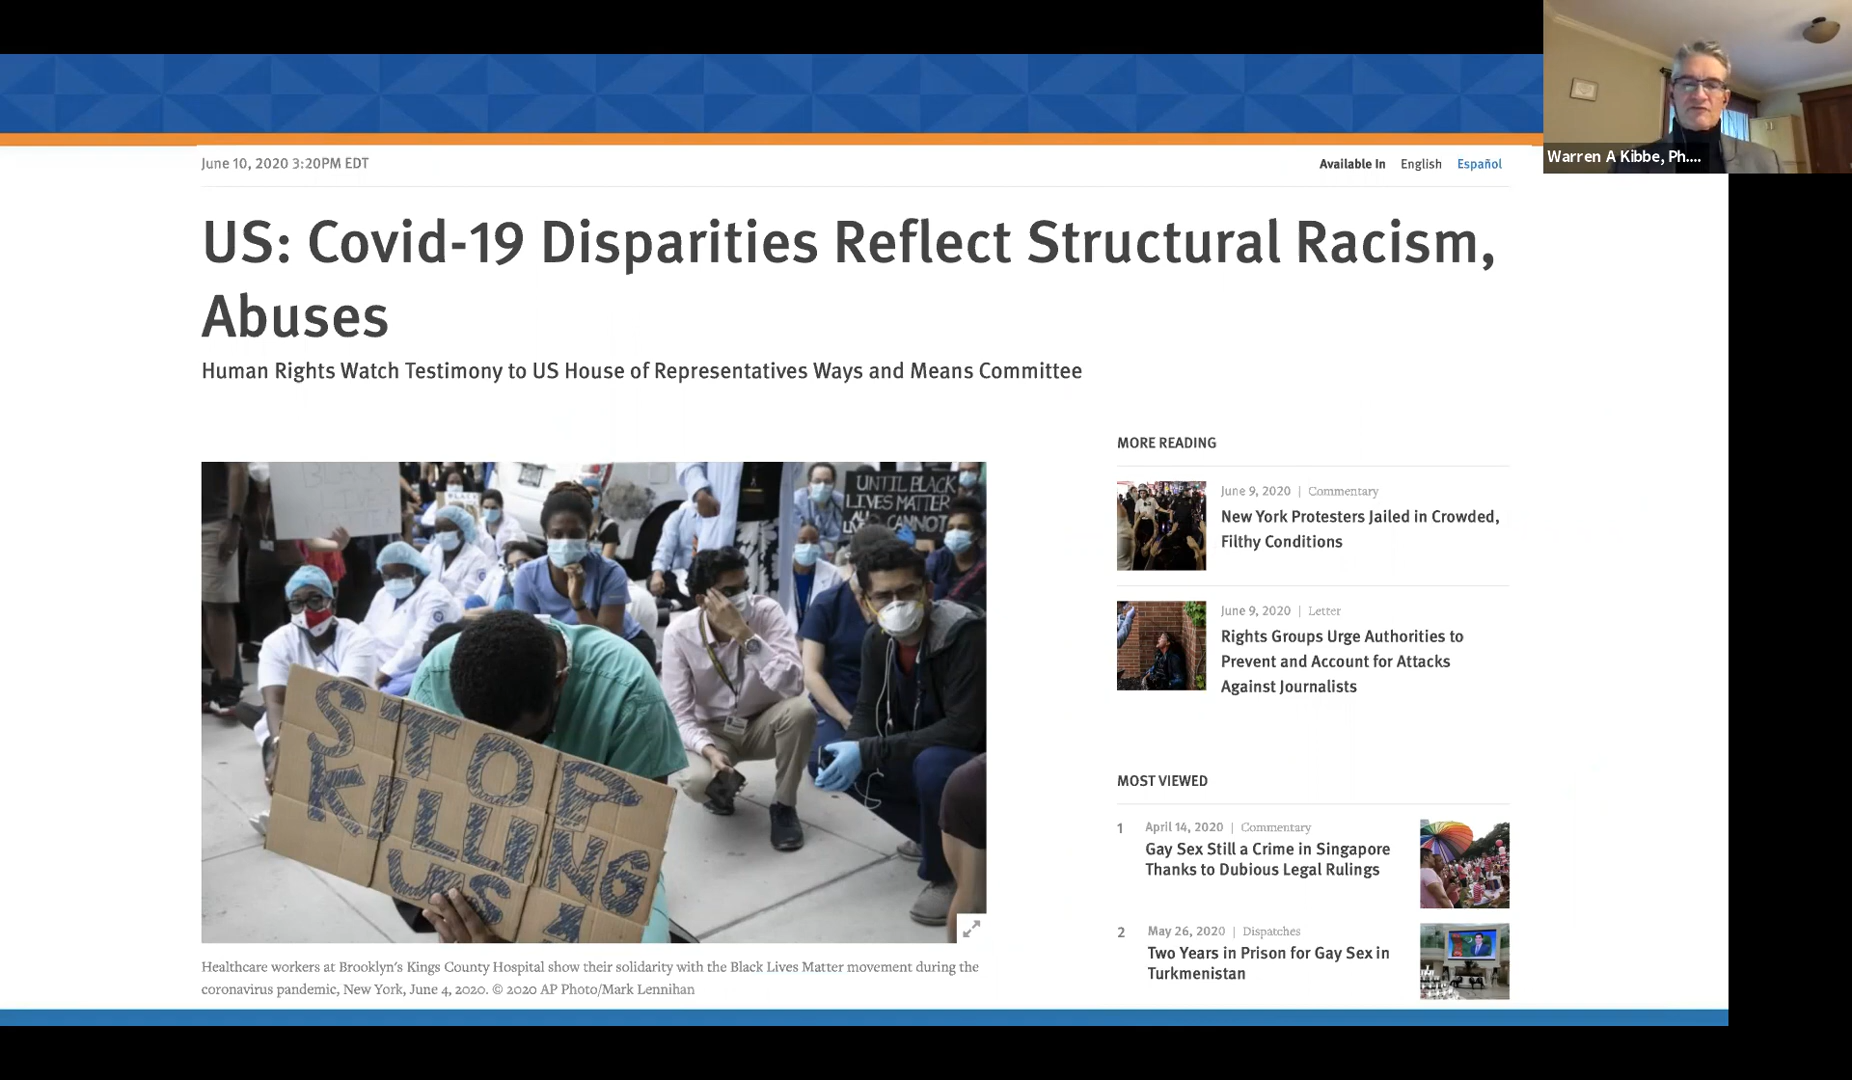 Warren A Kibbe, Ph....
June 10, 2020 3:20PM EDT
Available In English Español
US: Covid-19 Disparities Reflect Structural Racism,
Abuses
Human Rights Watch Testimony to US House of Representatives Ways and Means Committee
BLACK
LIVES
BLACK
UNTIL BLACK
LIVES MATTER
CANNOT
STOP
KILLING
US
Healthcare workers at Brooklyn's Kings County Hospital show their solidarity with the Black Lives Matter movement during the
coronavirus pandemic, New York, June 4, 2020. © 2020 AP Photo/Mark Lennihan
MORE READING
June 9, 2020 | Commentary
New York Protesters Jailed in Crowded,
Filthy Conditions
June 9, 2020 | Letter
Rights Groups Urge Authorities to
Prevent and Account for Attacks
Against Journalists
MOST VIEWED
1 April 14, 2020 | Commentary
Gay Sex Still a Crime in Singapore
Thanks to Dubious Legal Rulings
2 May 26, 2020 | Dispatches
Two Years in Prison for Gay Sex in
Turkmenistan